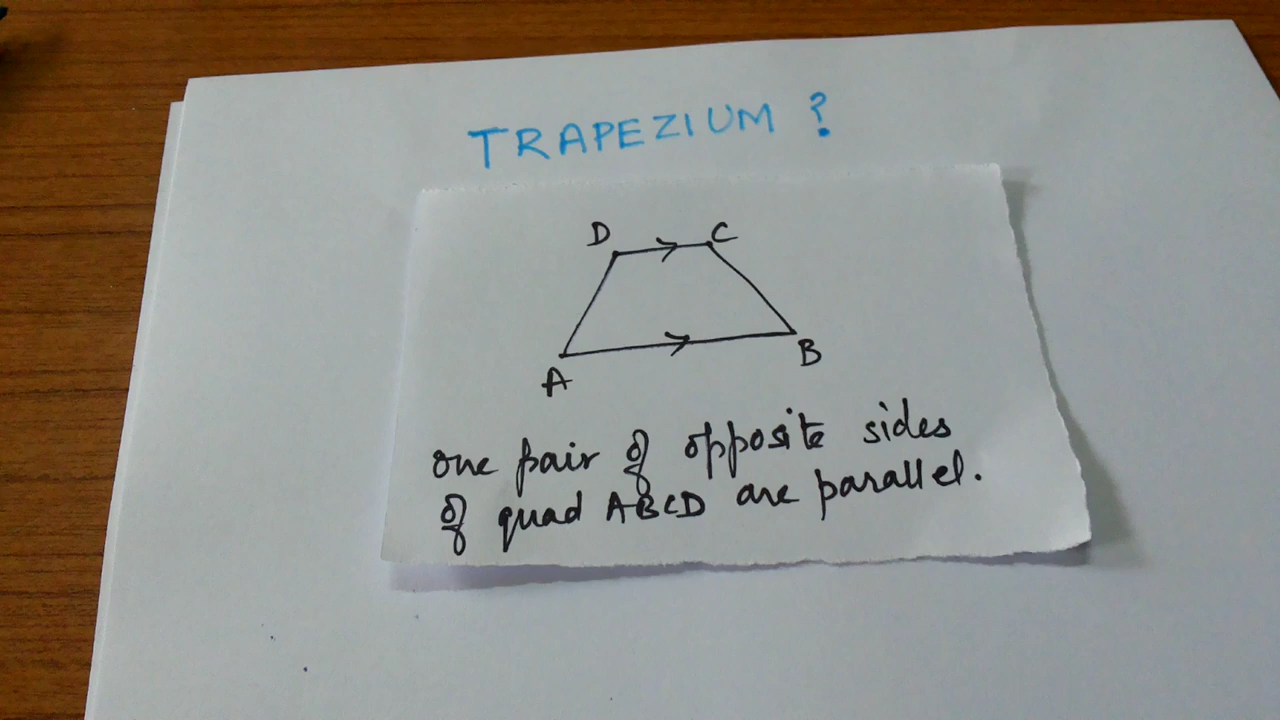 TRAPEZIUM ?
D C
A B
one pair of opposite sides
of quad ABCD are parallel.